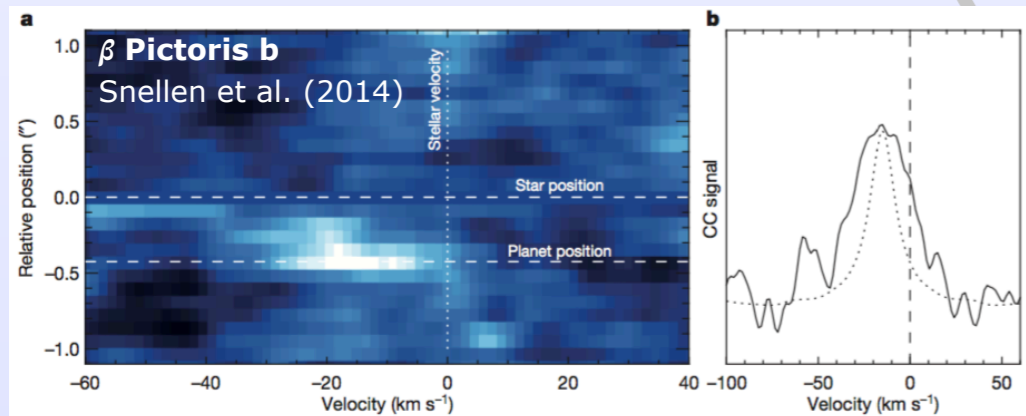 a
β Pictoris b
Snellen et al. (2014)
Stellar velocity
Star position
Planet position
Relative position (″)
1.0
0.5
0.0
−0.5
−1.0
−60
−40
−20
0
20
40
Velocity (km s⁻¹)
b
CC signal
−100
−50
0
50
Velocity (km s⁻¹)